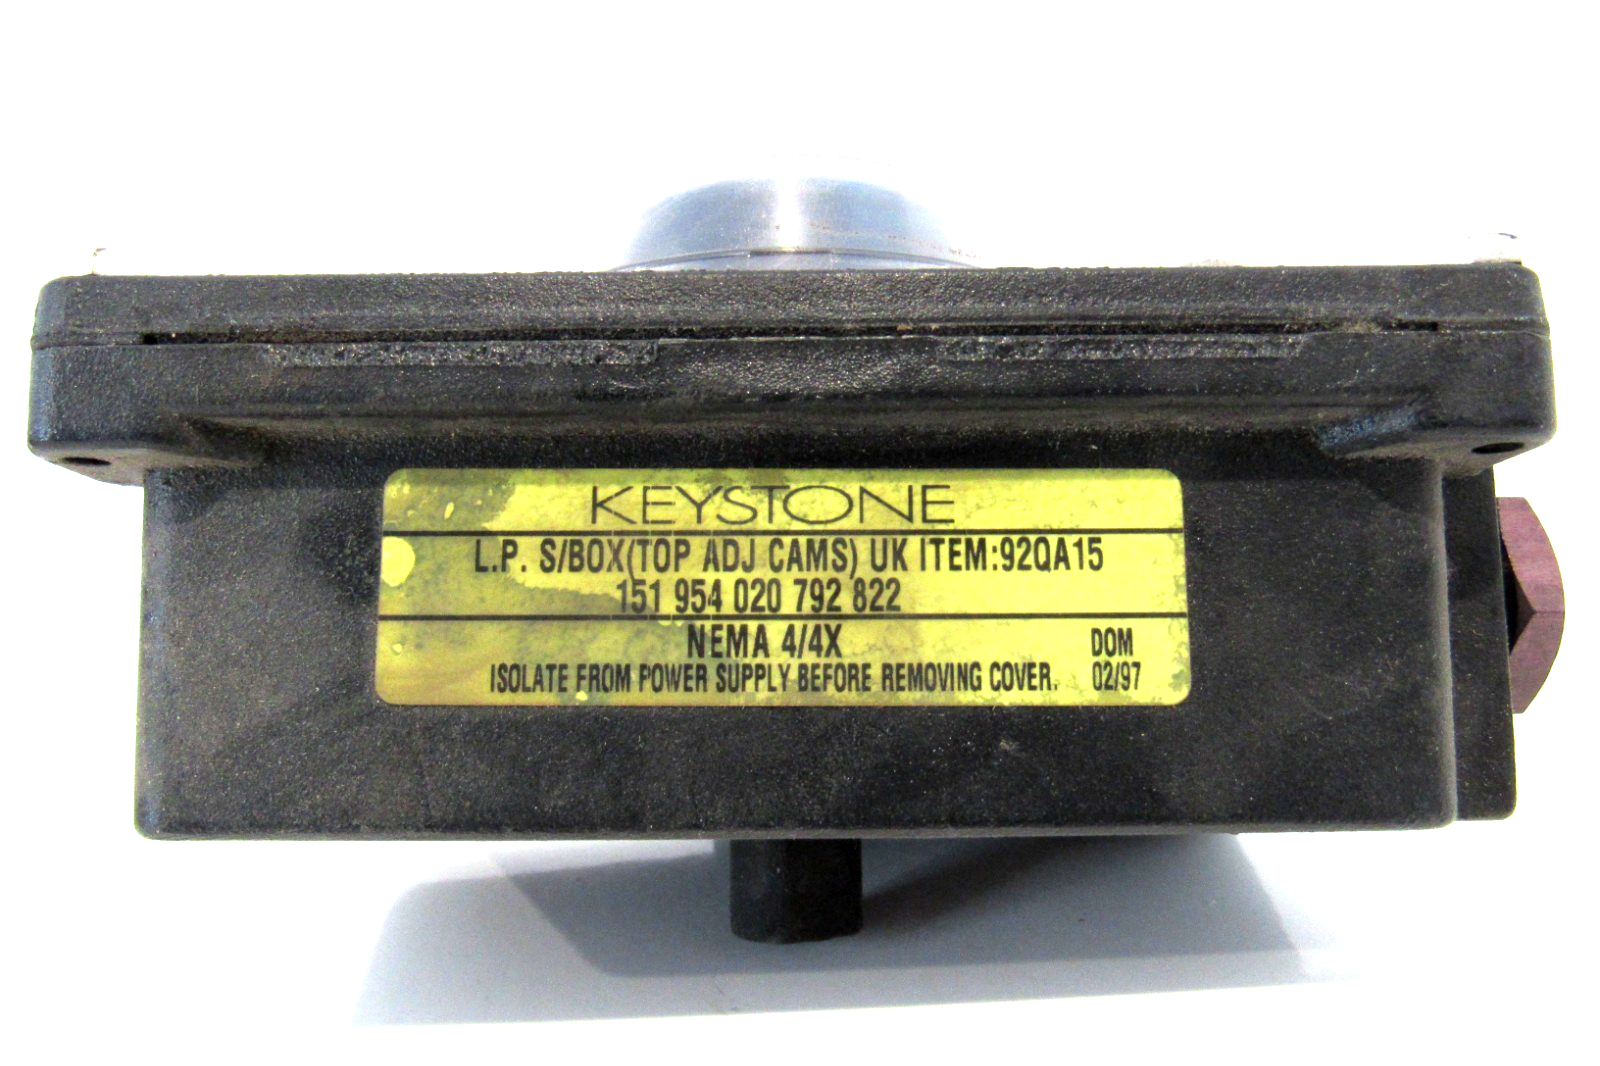 KEYSTONE
L.P. S/BOX(TOP ADJ CAMS) UK ITEM:92QA15
151 954 020 792 822
NEMA 4/4X DOM
ISOLATE FROM POWER SUPPLY BEFORE REMOVING COVER. 02/97